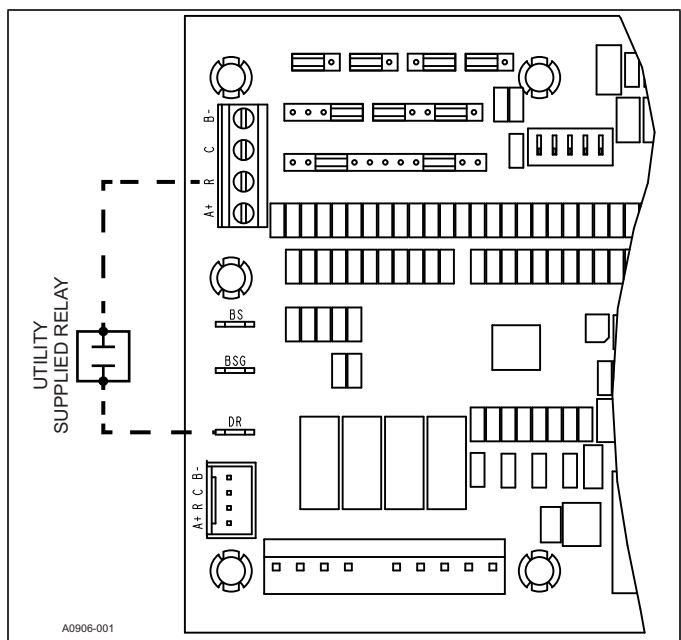 B-
C
R
A+
BS
BSG
UTILITY
SUPPLIED RELAY
DR
A+ R C B-
A0906-001